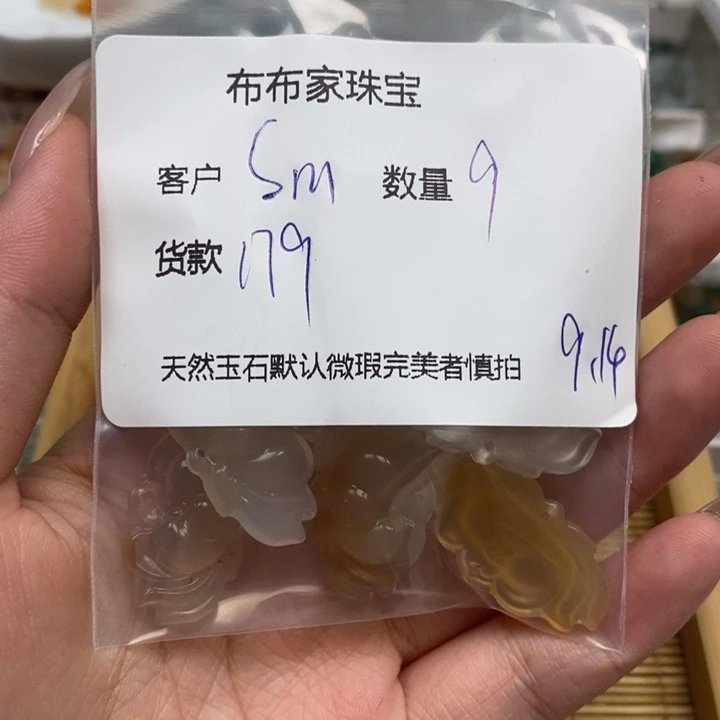 布布家珠宝
客户 Sm 数量 9
货款 179
9.14
天然玉石默认微瑕完美者慎拍